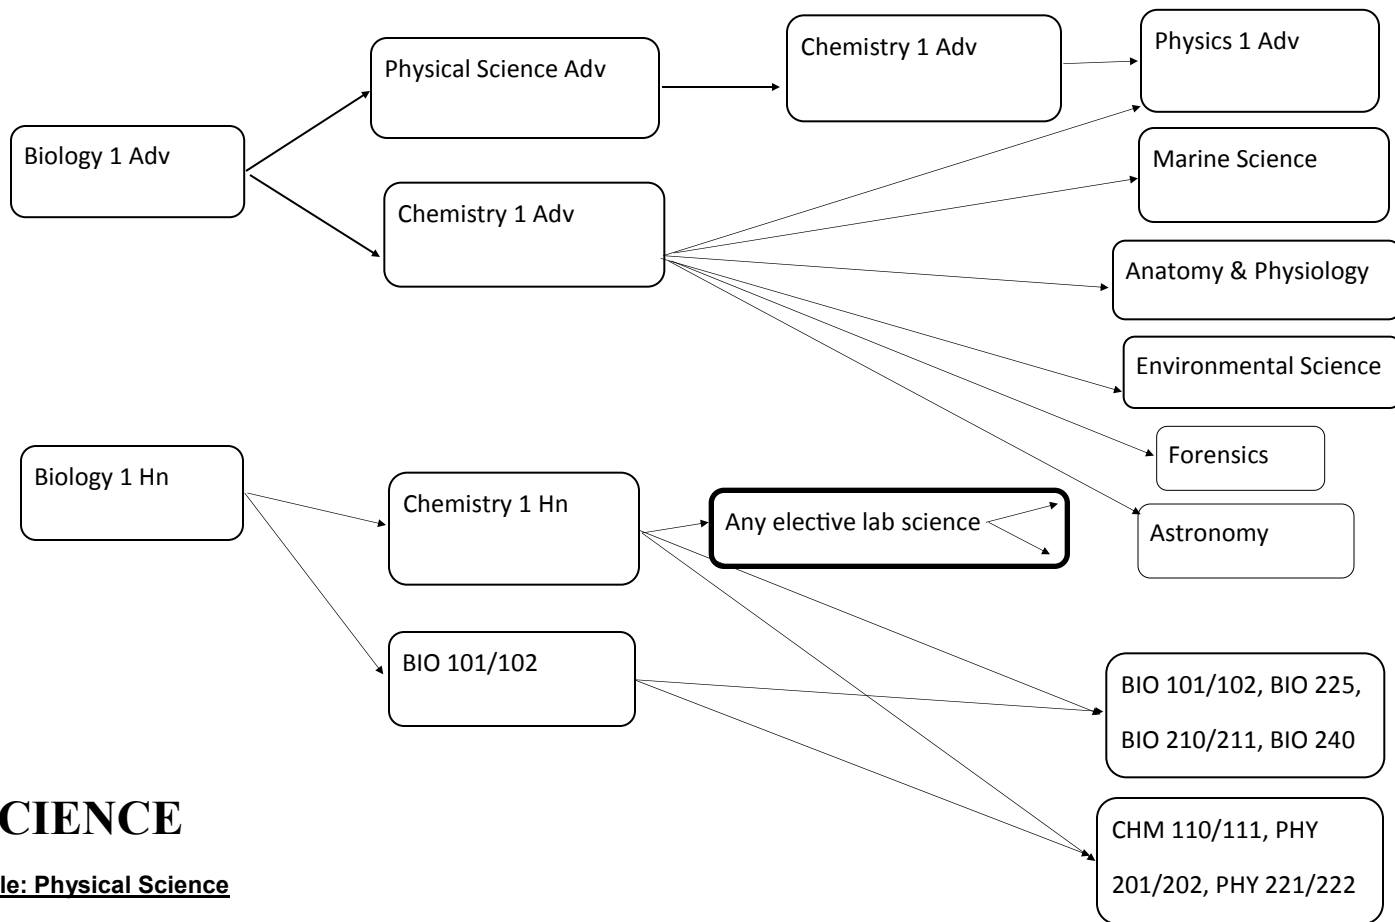 Biology 1 Adv
Physical Science Adv
Chemistry 1 Adv
Chemistry 1 Adv
Physics 1 Adv
Marine Science
Anatomy & Physiology
Environmental Science
Forensics
Astronomy
Biology 1 Hn
Chemistry 1 Hn
BIO 101/102
Any elective lab science
BIO 101/102, BIO 225,
BIO 210/211, BIO 240
CHM 110/111, PHY
201/202, PHY 221/222
CIENCE
le: Physical Science